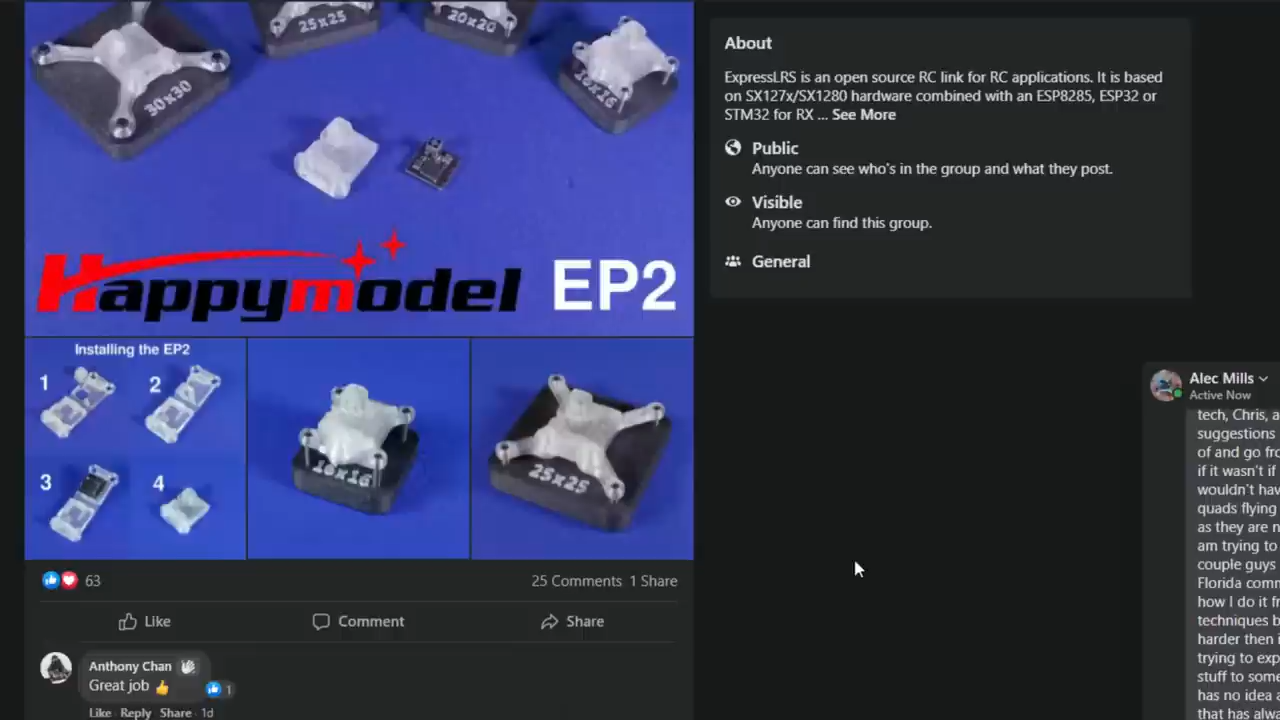 25x25
20x20
30x30
16x16
Happymodel EP2
Installing the EP2
1
2
3
4
16x16
25x25
63
25 Comments 1 Share
Like
Comment
Share
Anthony Chan
Great job
1
Like Reply Share 1d
About
ExpressLRS is an open source RC link for RC applications. It is based
on SX127x/SX1280 hardware combined with an ESP8285, ESP32 or
STM32 for RX ... See More
Public
Anyone can see who's in the group and what they post.
Visible
Anyone can find this group.
General
Alec Mills
Active Now
tech, Chris, a
suggestions
of and go fro
if it wasn't if
wouldn't hav
quads flying
as they are n
am trying to
couple guys
Florida comm
how I do it fr
techniques b
harder then i
trying to exp
stuff to some
has no idea a
that has alwa